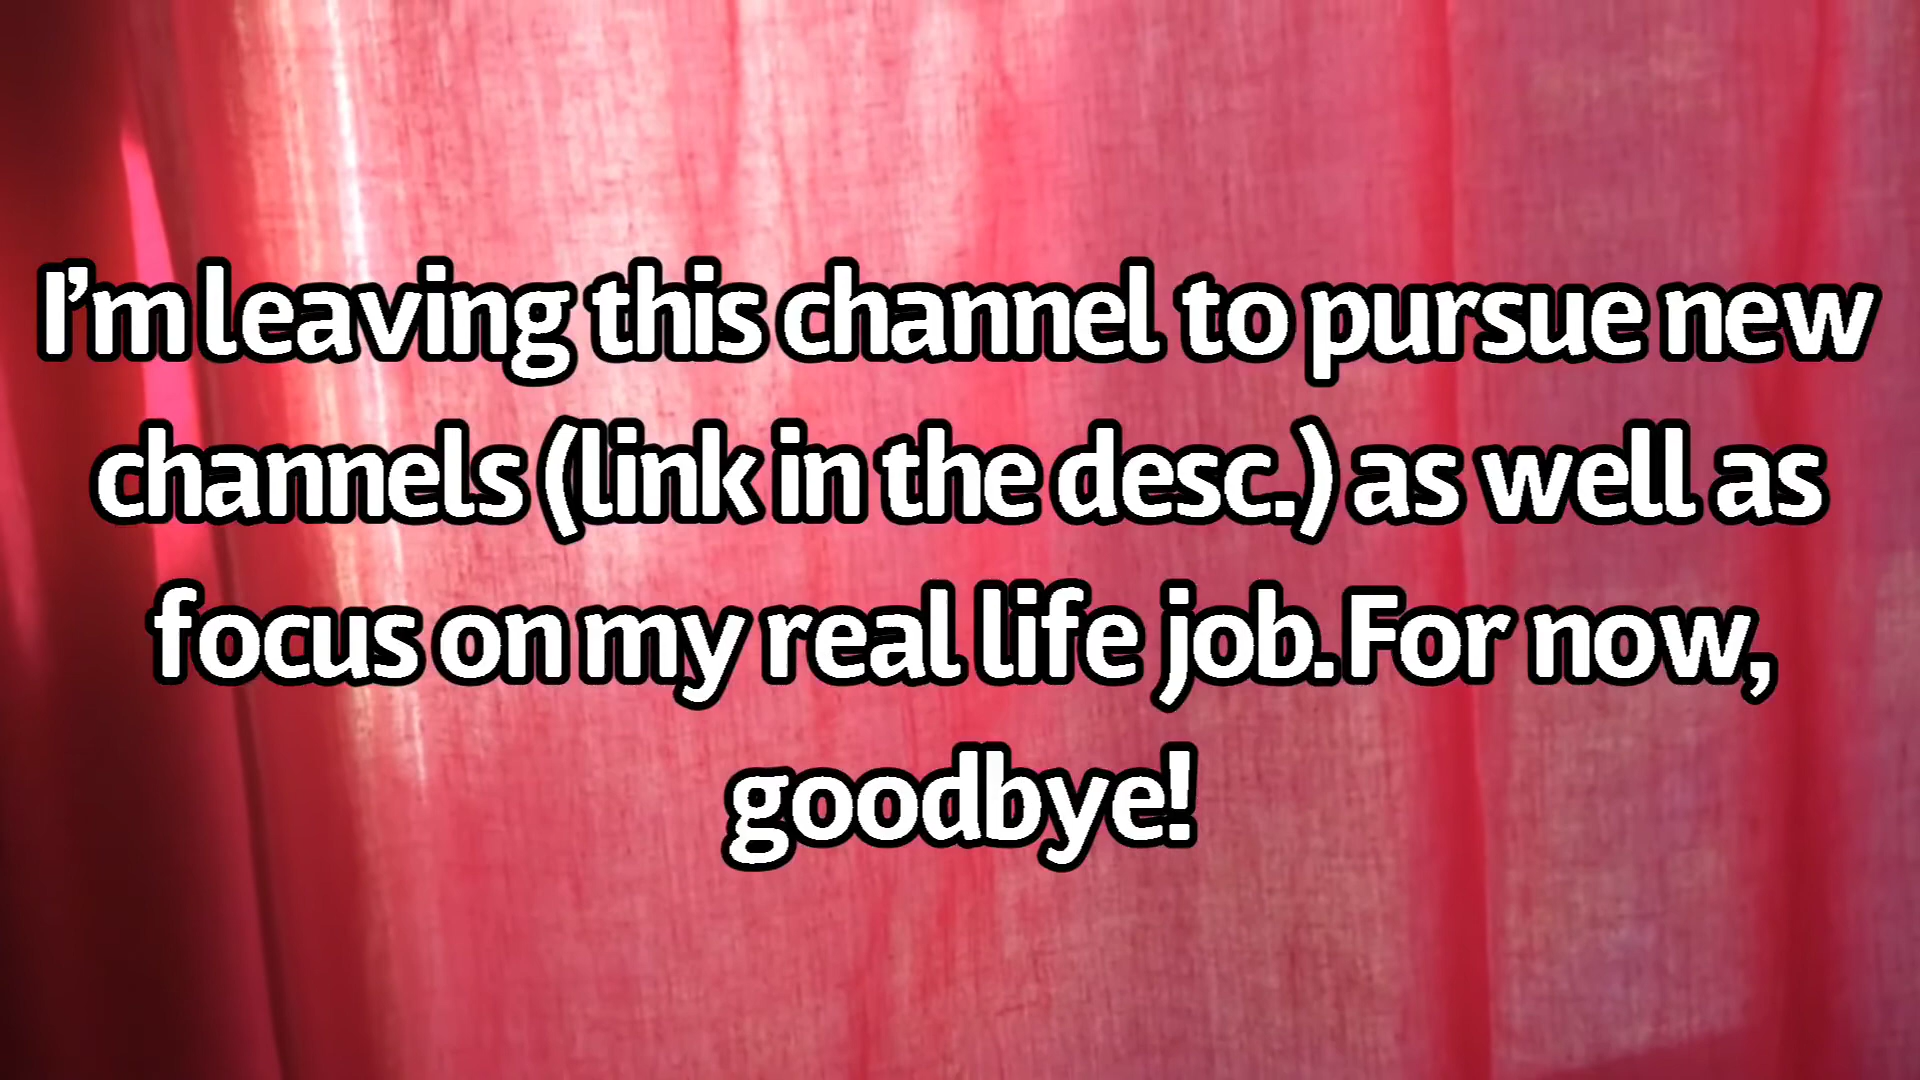 I’m leaving this channel to pursue new
channels (link in the desc.) as well as
focus on my real life job. For now,
goodbye!